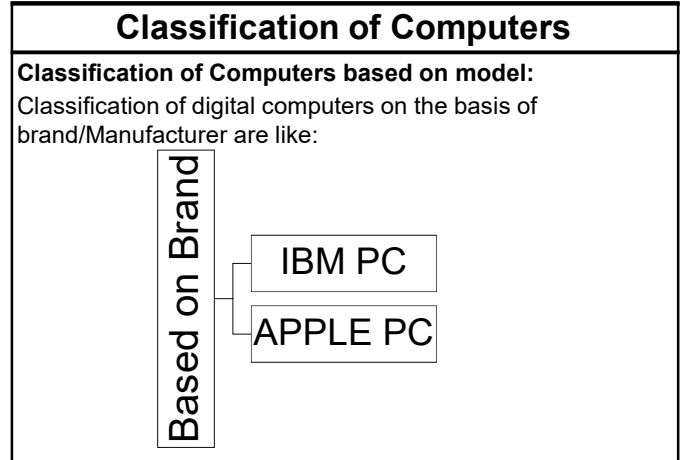 Classification of Computers
Classification of Computers based on model:
Classification of digital computers on the basis of
brand/Manufacturer are like:
Based on Brand
IBM PC
APPLE PC